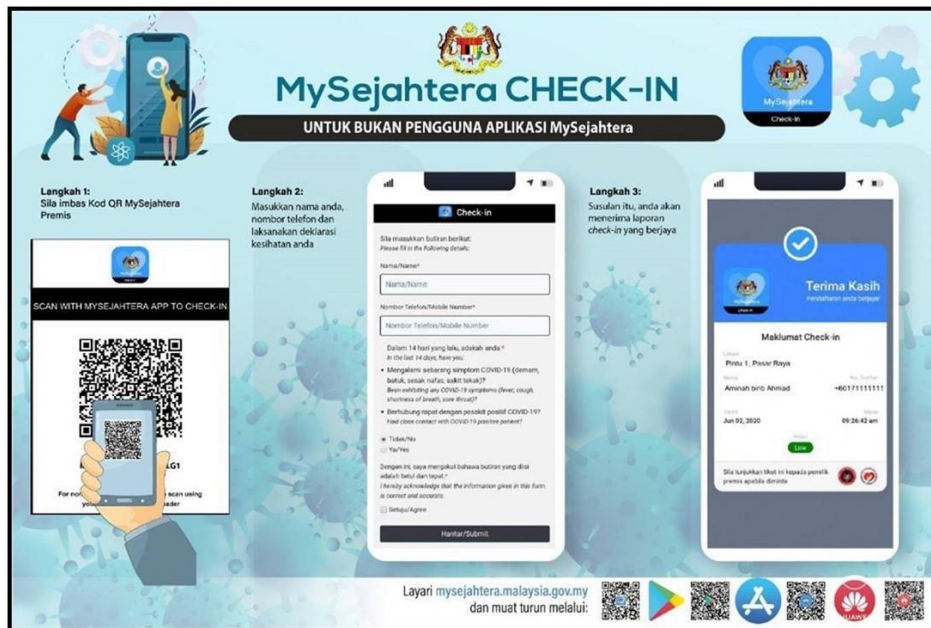 MySejahtera CHECK-IN
UNTUK BUKAN PENGGUNA APLIKASI MySejahtera
MySejahtera
Check-in
Langkah 1:
Sila imbas Kod QR MySejahtera
Premis
SCAN WITH MYSEJAHTERA APP TO CHECK-IN
LG1
For no
scan using
Langkah 2:
Masukkan nama anda,
nombor telefon dan
laksanakan deklarasi
kesihatan anda
Check-in
Sila masukkan butiran berikut:
Please fill in the following details:
Nama/Name*
Nama/Name
Nombor Telefon/Mobile Number*
Nombor Telefon/Mobile Number
Dalam 14 hari yang lalu, adakah anda:*
In the last 14 days, have you:
• Mengalami sebarang simptom COVID-19 (demam,
batuk, sesak nafas, sakit tekak)?
Been exhibiting any COVID-19 symptoms (fever, cough,
shortness of breath, sore throat)?
• Berhubung rapat dengan pesakit positif COVID-19?
Had close contact with COVID-19 positive patient?
Tidak/No
Ya/Yes
Dengan ini, saya mengakui bahawa butiran yang diisi
adalah betul dan tepat.*
I hereby acknowledge that the information given in this form
is correct and accurate.
Setuju/Agree
Hantar/Submit
Langkah 3:
Susulan itu, anda akan
menerima laporan
check-in yang berjaya
Terima Kasih
Pendaftaran anda berjaya!
Maklumat Check-in
Pintu 1, Pasar Raya
Nama
No. Telefon
Aminah binti Ahmad
+60171111111
Jun 02, 2020
09:26:42 am
Low
Sila tunjukkan tiket ini kepada pemilik
premis apabila diminta
Layari mysejahtera.malaysia.gov.my
dan muat turun melalui:
HUAWEI